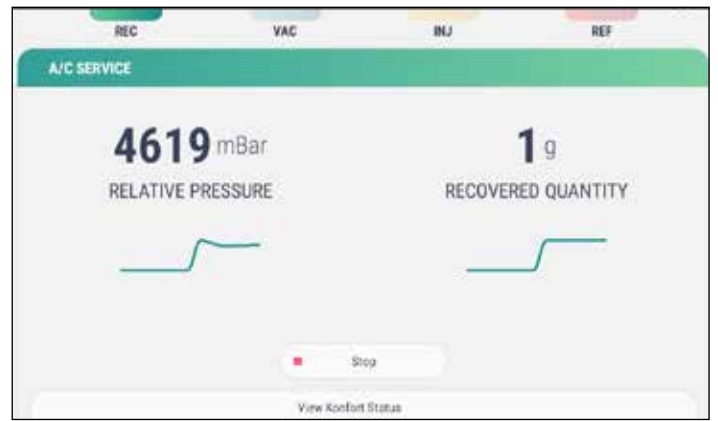 REC VAC INJ REF
A/C SERVICE
4619 mBar 1 g
RELATIVE PRESSURE RECOVERED QUANTITY
Stop
View Konfort Status